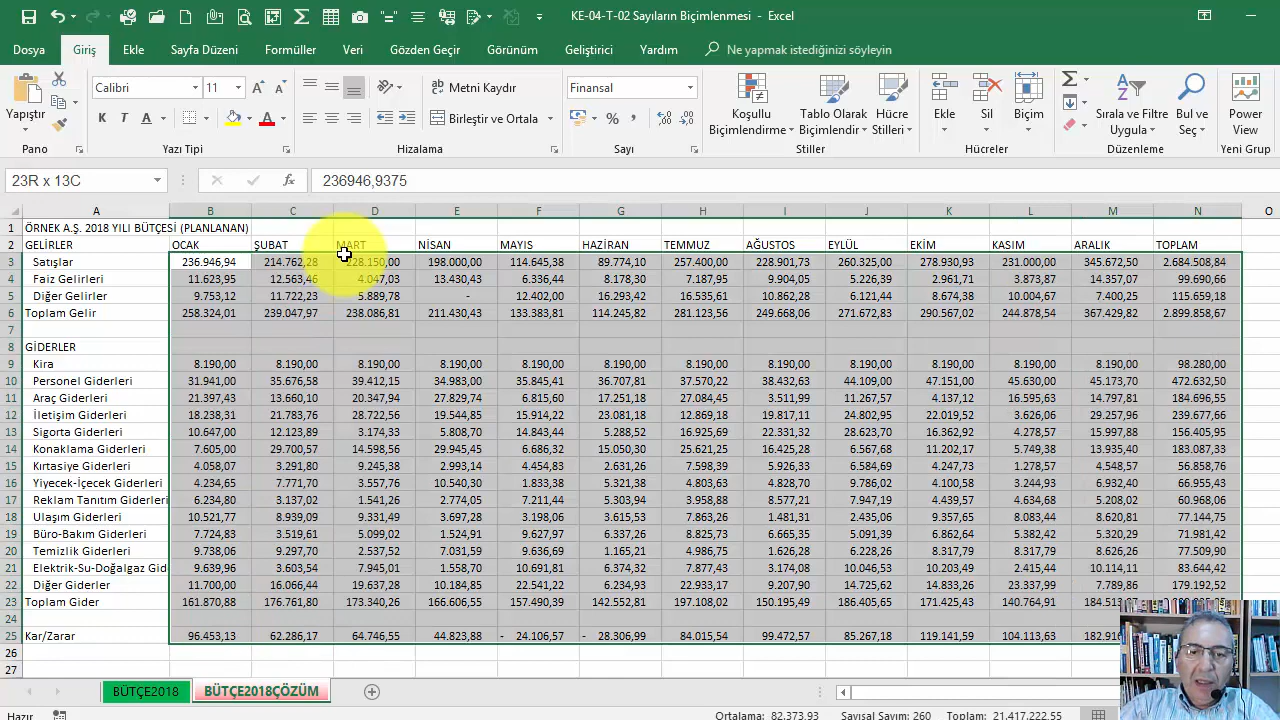 KE-04-T-02 Sayıların Biçimlenmesi - Excel
Dosya Giriş Ekle Sayfa Düzeni Formüller Veri Gözden Geçir Görünüm Geliştirici Yardım Ne yapmak istediğinizi söyleyin
Calibri 11 Metni Kaydır Finansal
Yapıştır K T A A Birleştir ve Ortala % Koşullu Biçimlendirme Tablo Olarak Biçimlendir Hücre Stilleri Ekle Sil Biçim Sırala ve Filtre Uygula Bul ve Seç Power View
Pano Yazı Tipi Hizalama Sayı Stiller Hücreler Düzenleme Yeni Grup
23R x 13C fx 236946,9375
A B C D E F G H I J K L M N O
1 ÖRNEK A.Ş. 2018 YILI BÜTÇESİ (PLANLANAN)
2 GELİRLER OCAK ŞUBAT MART NİSAN MAYIS HAZİRAN TEMMUZ AĞUSTOS EYLÜL EKİM KASIM ARALIK TOPLAM
3 Satışlar 236.946,94 214.762,28 228.150,00 198.000,00 114.645,38 89.774,10 257.400,00 228.901,73 260.325,00 278.930,93 231.000,00 345.672,50 2.684.508,84
4 Faiz Gelirleri 11.623,95 12.563,46 4.047,03 13.430,43 6.336,44 8.178,30 7.187,95 9.904,05 5.226,39 2.961,71 3.873,87 14.357,07 99.690,66
5 Diğer Gelirler 9.753,12 11.722,23 5.889,78 - 12.402,00 16.293,42 16.535,61 10.862,28 6.121,44 8.674,38 10.004,67 7.400,25 115.659,18
6 Toplam Gelir 258.324,01 239.047,97 238.086,81 211.430,43 133.383,81 114.245,82 281.123,56 249.668,06 271.672,83 290.567,02 244.878,54 367.429,82 2.899.858,67
7
8 GİDERLER
9 Kira 8.190,00 8.190,00 8.190,00 8.190,00 8.190,00 8.190,00 8.190,00 8.190,00 8.190,00 8.190,00 8.190,00 8.190,00 98.280,00
10 Personel Giderleri 31.941,00 35.676,58 39.412,15 34.983,00 35.845,41 36.707,81 37.570,22 38.432,63 44.109,00 47.151,00 45.630,00 45.173,70 472.632,50
11 Araç Giderleri 21.397,43 13.660,10 20.347,94 27.829,74 6.815,60 17.251,18 27.084,45 3.511,99 11.267,57 4.137,12 16.595,63 14.797,81 184.696,55
12 İletişim Giderleri 18.238,31 21.783,76 28.722,56 19.544,85 15.914,22 23.081,18 12.869,18 19.817,11 24.802,95 22.019,52 3.626,06 29.257,96 239.677,66
13 Sigorta Giderleri 10.647,00 12.123,89 3.174,33 5.808,70 14.843,44 5.288,52 16.925,69 22.331,32 28.623,70 16.362,92 4.278,57 15.997,88 156.405,95
14 Konaklama Giderleri 7.605,00 29.700,57 14.598,56 29.945,45 6.686,32 15.050,30 25.621,25 16.425,28 6.567,68 11.202,17 5.749,38 13.935,40 183.087,33
15 Kırtasiye Giderleri 4.058,07 3.291,80 9.245,38 2.993,14 4.454,83 2.631,26 7.598,39 5.926,33 6.584,69 4.247,73 1.278,57 4.548,57 56.858,76
16 Yiyecek-İçecek Giderleri 4.234,65 7.771,70 3.557,76 10.540,30 1.833,38 5.321,38 4.803,63 4.828,70 9.786,02 4.100,58 3.244,93 6.932,40 66.955,43
17 Reklam Tanıtım Giderleri 6.234,80 3.137,02 1.541,26 2.774,05 7.211,44 5.303,94 3.958,88 8.577,21 7.947,19 4.439,57 4.634,68 5.208,02 60.968,06
18 Ulaşım Giderleri 10.521,77 8.939,09 9.331,49 3.697,28 3.198,06 3.615,53 7.863,26 1.481,31 2.435,06 9.357,65 8.083,44 8.620,81 77.144,75
19 Büro-Bakım Giderleri 7.724,83 3.519,61 5.099,02 1.524,91 9.627,97 6.337,26 8.825,73 6.665,35 5.091,39 6.862,64 5.382,42 5.320,29 71.981,42
20 Temizlik Giderleri 9.738,06 9.297,70 2.537,52 7.031,59 9.636,69 1.165,21 4.986,75 1.626,28 6.228,26 8.317,79 8.317,79 8.626,26 77.509,90
21 Elektrik-Su-Doğalgaz Gid 9.639,96 3.603,54 7.945,01 1.558,70 10.691,81 6.374,32 7.877,43 3.174,08 10.046,53 10.203,49 2.415,44 10.114,11 83.644,42
22 Diğer Giderler 11.700,00 16.066,44 19.637,28 10.184,85 22.541,22 6.234,93 22.933,17 9.207,90 14.725,62 14.833,26 23.337,99 7.789,86 179.192,52
23 Toplam Gider 161.870,88 176.761,80 173.340,26 166.606,55 157.490,39 142.552,81 197.108,02 150.195,49 186.405,65 171.425,43 140.764,91 184.513
24
25 Kar/Zarar 96.453,13 62.286,17 64.746,55 44.823,88 - 24.106,57 - 28.306,99 84.015,54 99.472,57 85.267,18 119.141,59 104.113,63 182.916
26
27
BÜTÇE2018 BÜTÇE2018ÇÖZÜM
Hazır Ortalama: 82.373,93 Sayısal Sayım: 260 Toplam: 21.417.222,55